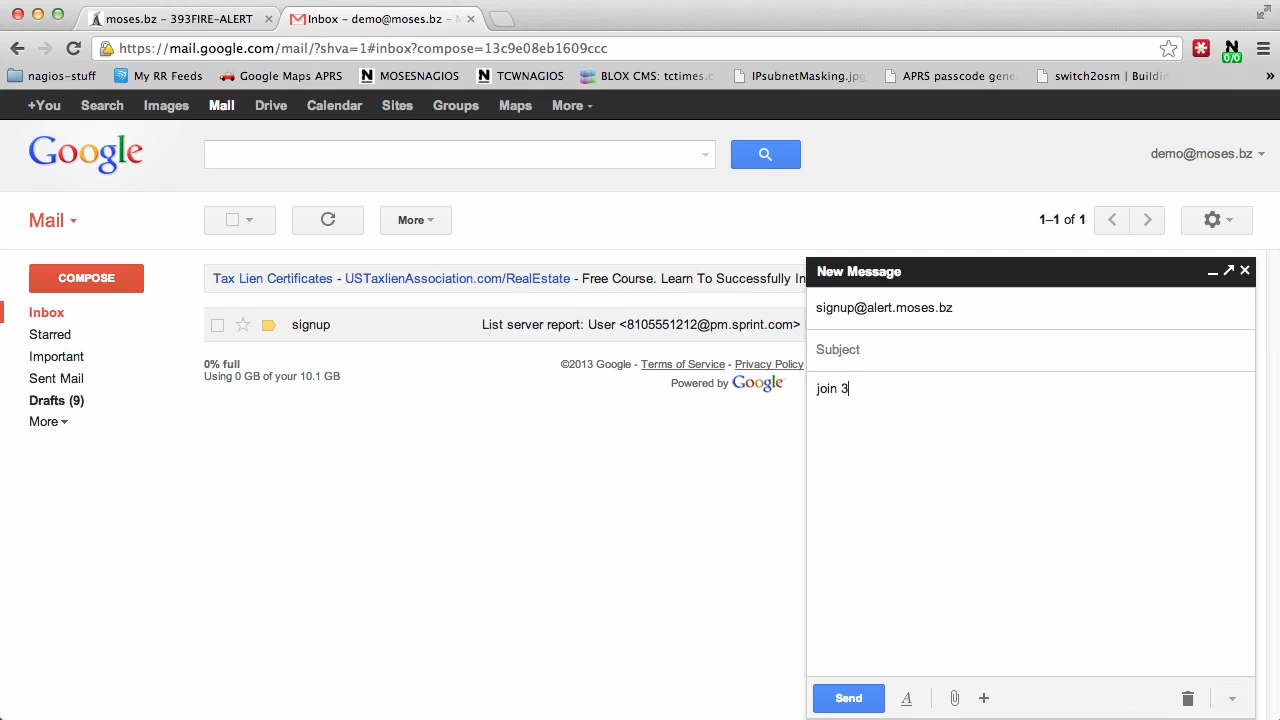 moses.bz - 393FIRE-ALERT
Inbox - demo@moses.bz -
https://mail.google.com/mail/?shva=1#inbox?compose=13c9e08eb1609ccc
0/0
nagios-stuff
My RR Feeds
Google Maps APRS
MOSESNAGIOS
TCWNAGIOS
BLOX CMS: tctimes.c
IPsubnetMasking.jpg
APRS passcode gene
switch2osm | Buildin
»
+You Search Images Mail Drive Calendar Sites Groups Maps More
Google
demo@moses.bz
Mail
More
1–1 of 1
COMPOSE
Inbox
Starred
Important
Sent Mail
Drafts (9)
More
Tax Lien Certificates - USTaxlienAssociation.com/RealEstate - Free Course. Learn To Successfully In
signup
List server report: User <8105551212@pm.sprint.com>
0% full
Using 0 GB of your 10.1 GB
©2013 Google - Terms of Service - Privacy Policy
Powered by Google
New Message
signup@alert.moses.bz
Subject
join 3
Send
A